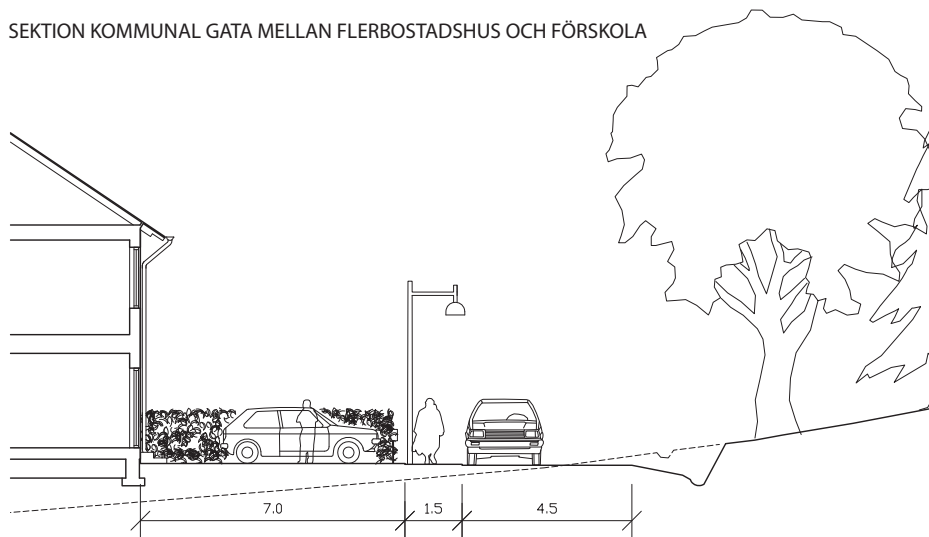 SEKTION KOMMUNAL GATA MELLAN FLERBOSTADSHUS OCH FÖRSKOLA
7.0 1.5 4.5